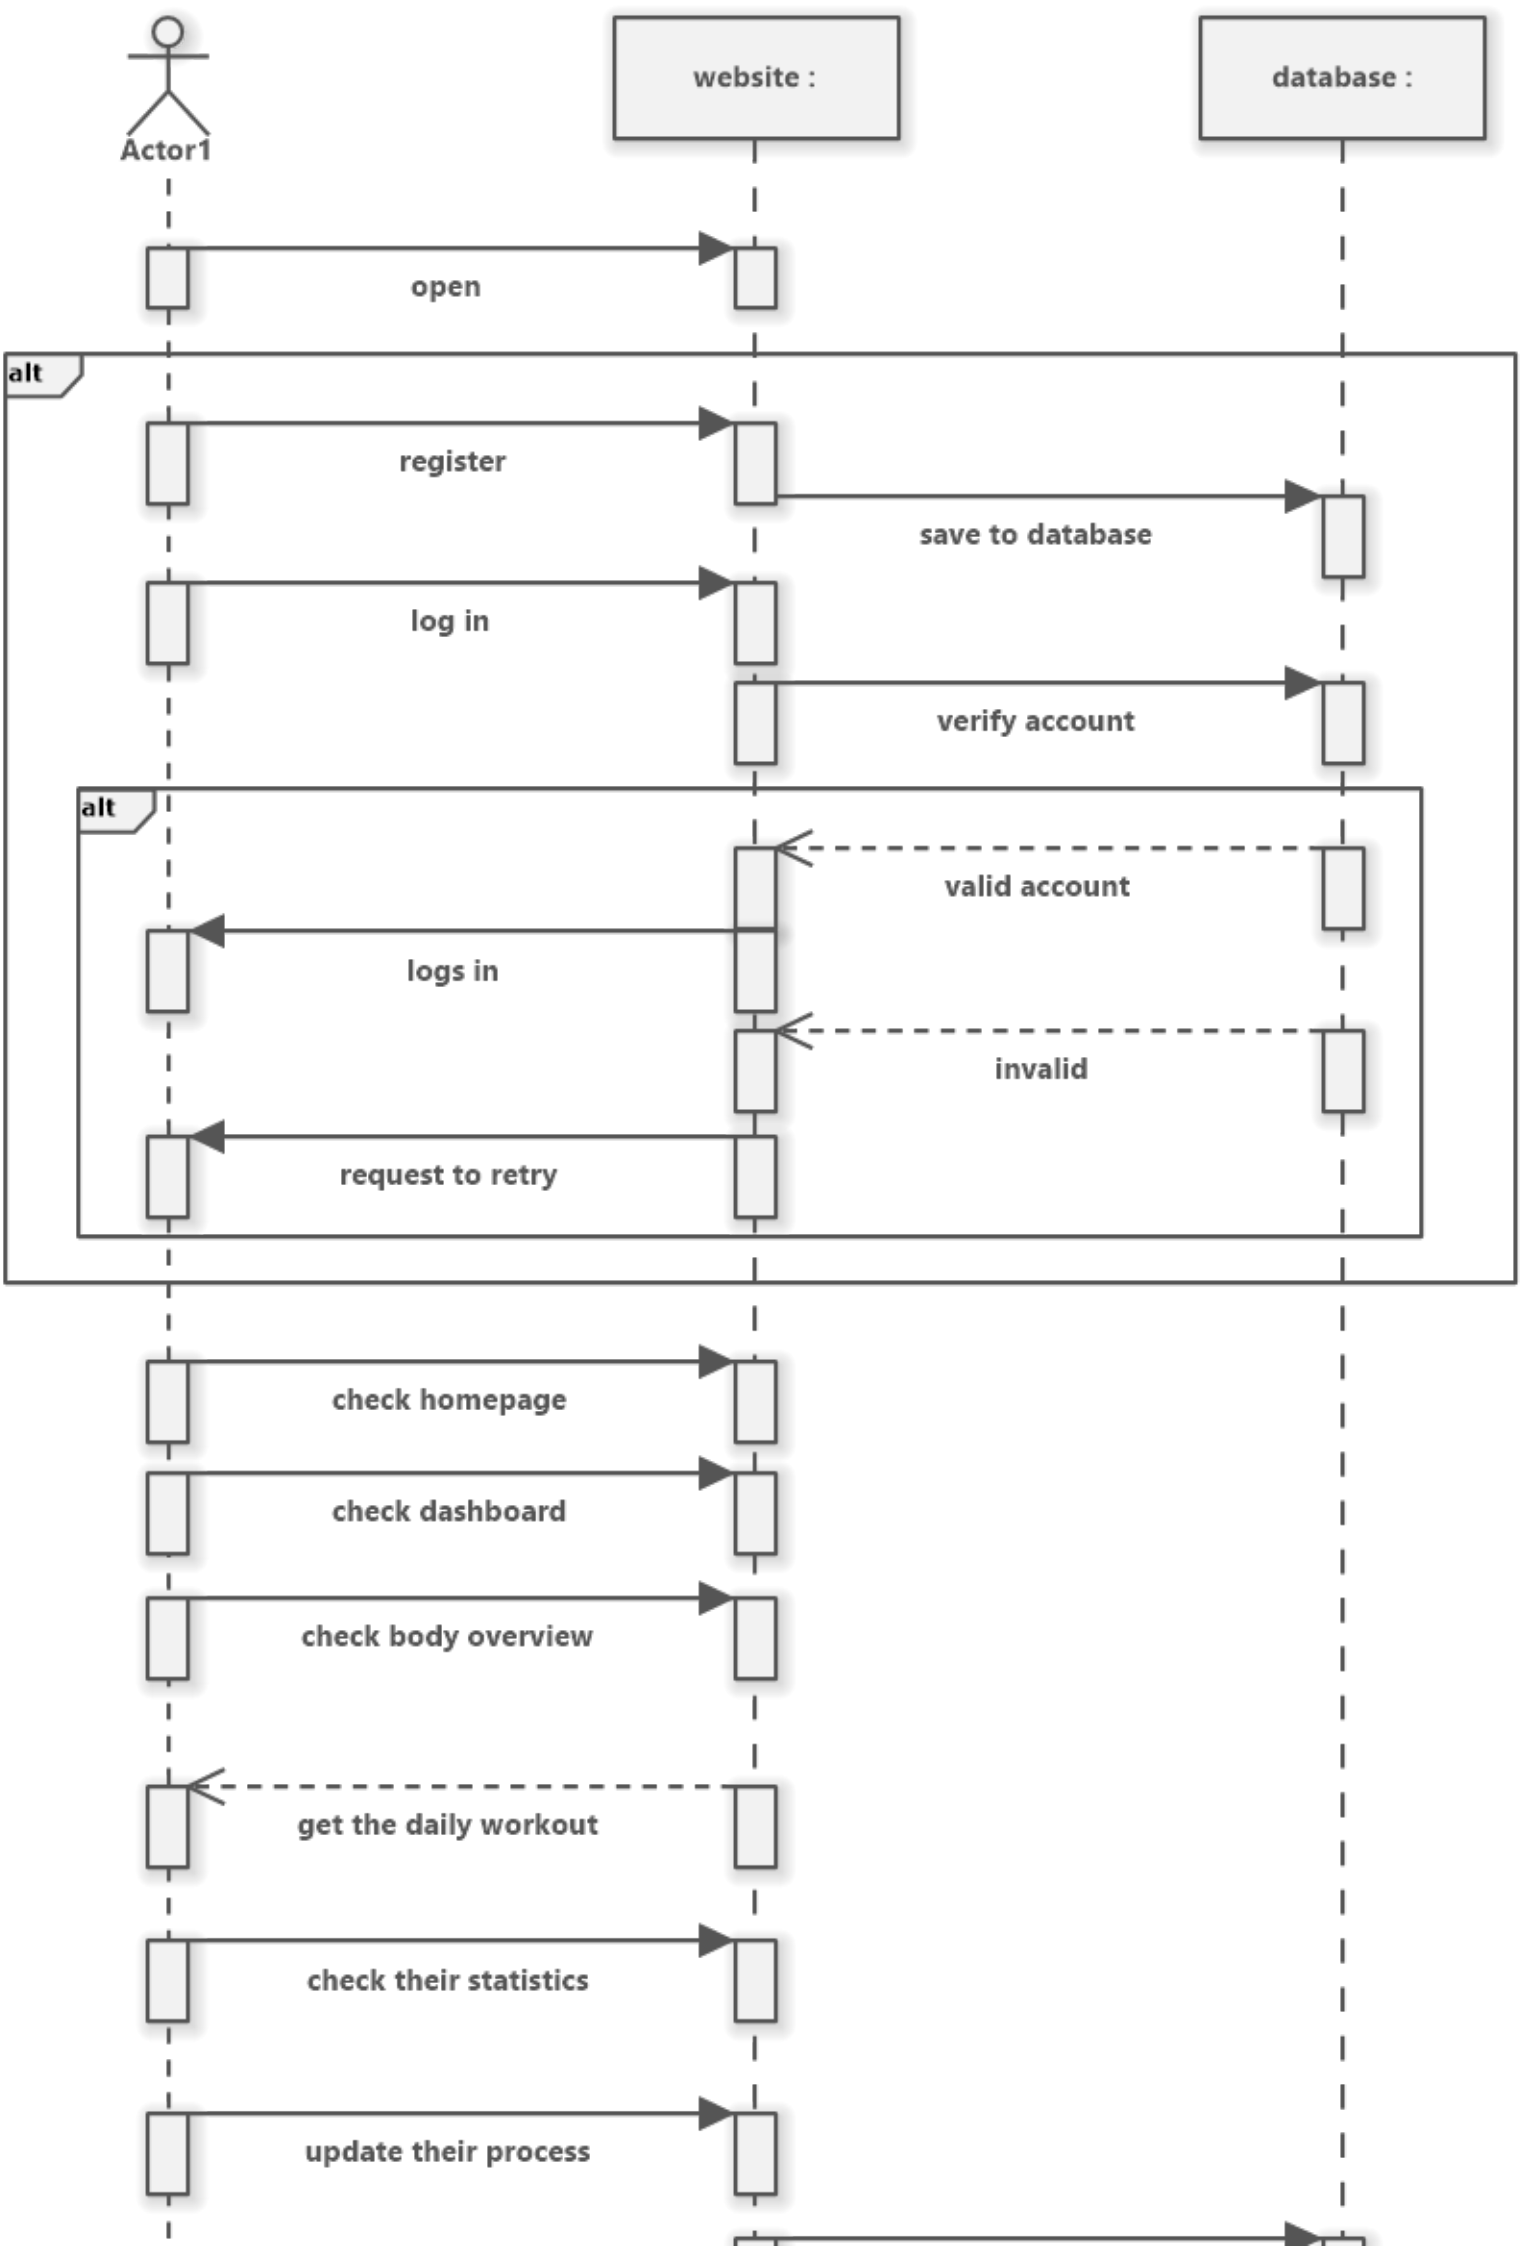 website :
database :
Actor1
open
alt
register
save to database
log in
verify account
alt
valid account
logs in
invalid
request to retry
check homepage
check dashboard
check body overview
get the daily workout
check their statistics
update their process